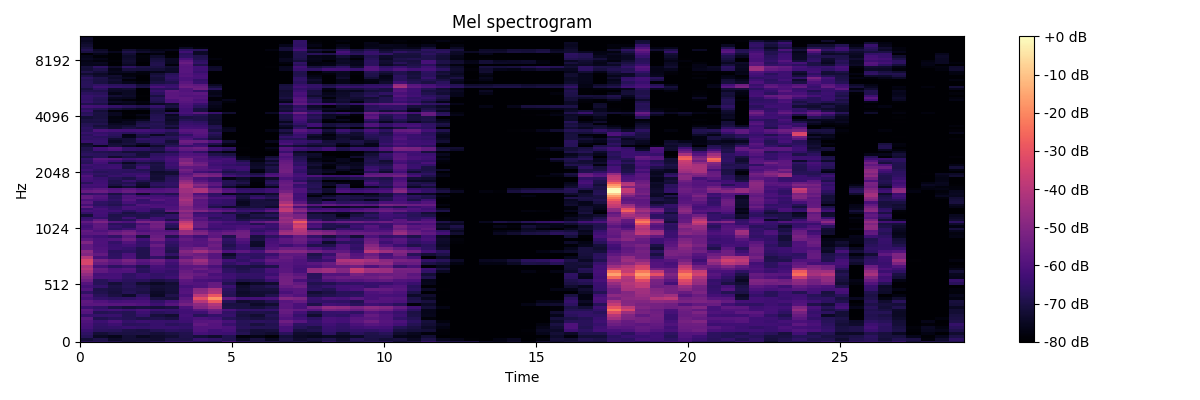 Mel spectrogram
Hz
8192
4096
2048
1024
512
0
0 5 10 15 20 25
Time
+0 dB
-10 dB
-20 dB
-30 dB
-40 dB
-50 dB
-60 dB
-70 dB
-80 dB